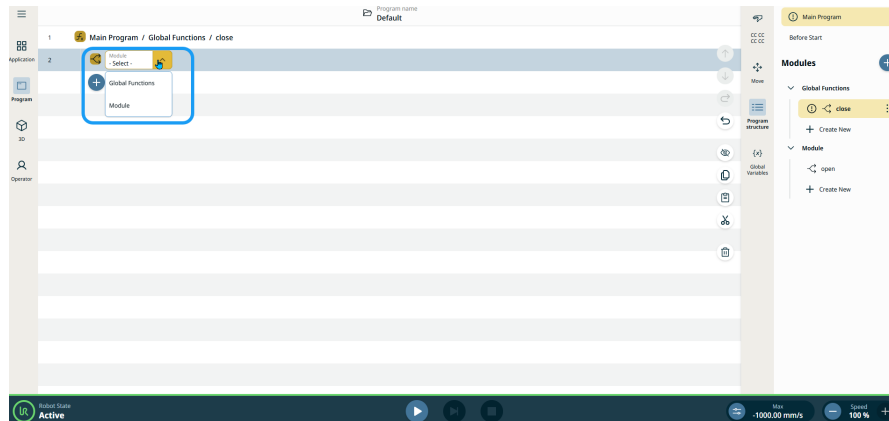 Program name
Default
1
Main Program / Global Functions / close
2
Module
- Select -
Global Functions
Module
Application
Program
3D
Operator
CC CC
CC CC
Move
Program structure
{x}
Global Variables
Main Program
Before Start
Modules
Global Functions
close
Create New
Module
open
Create New
UR
Robot State
Active
Max
-1000.00 mm/s
Speed
100 %